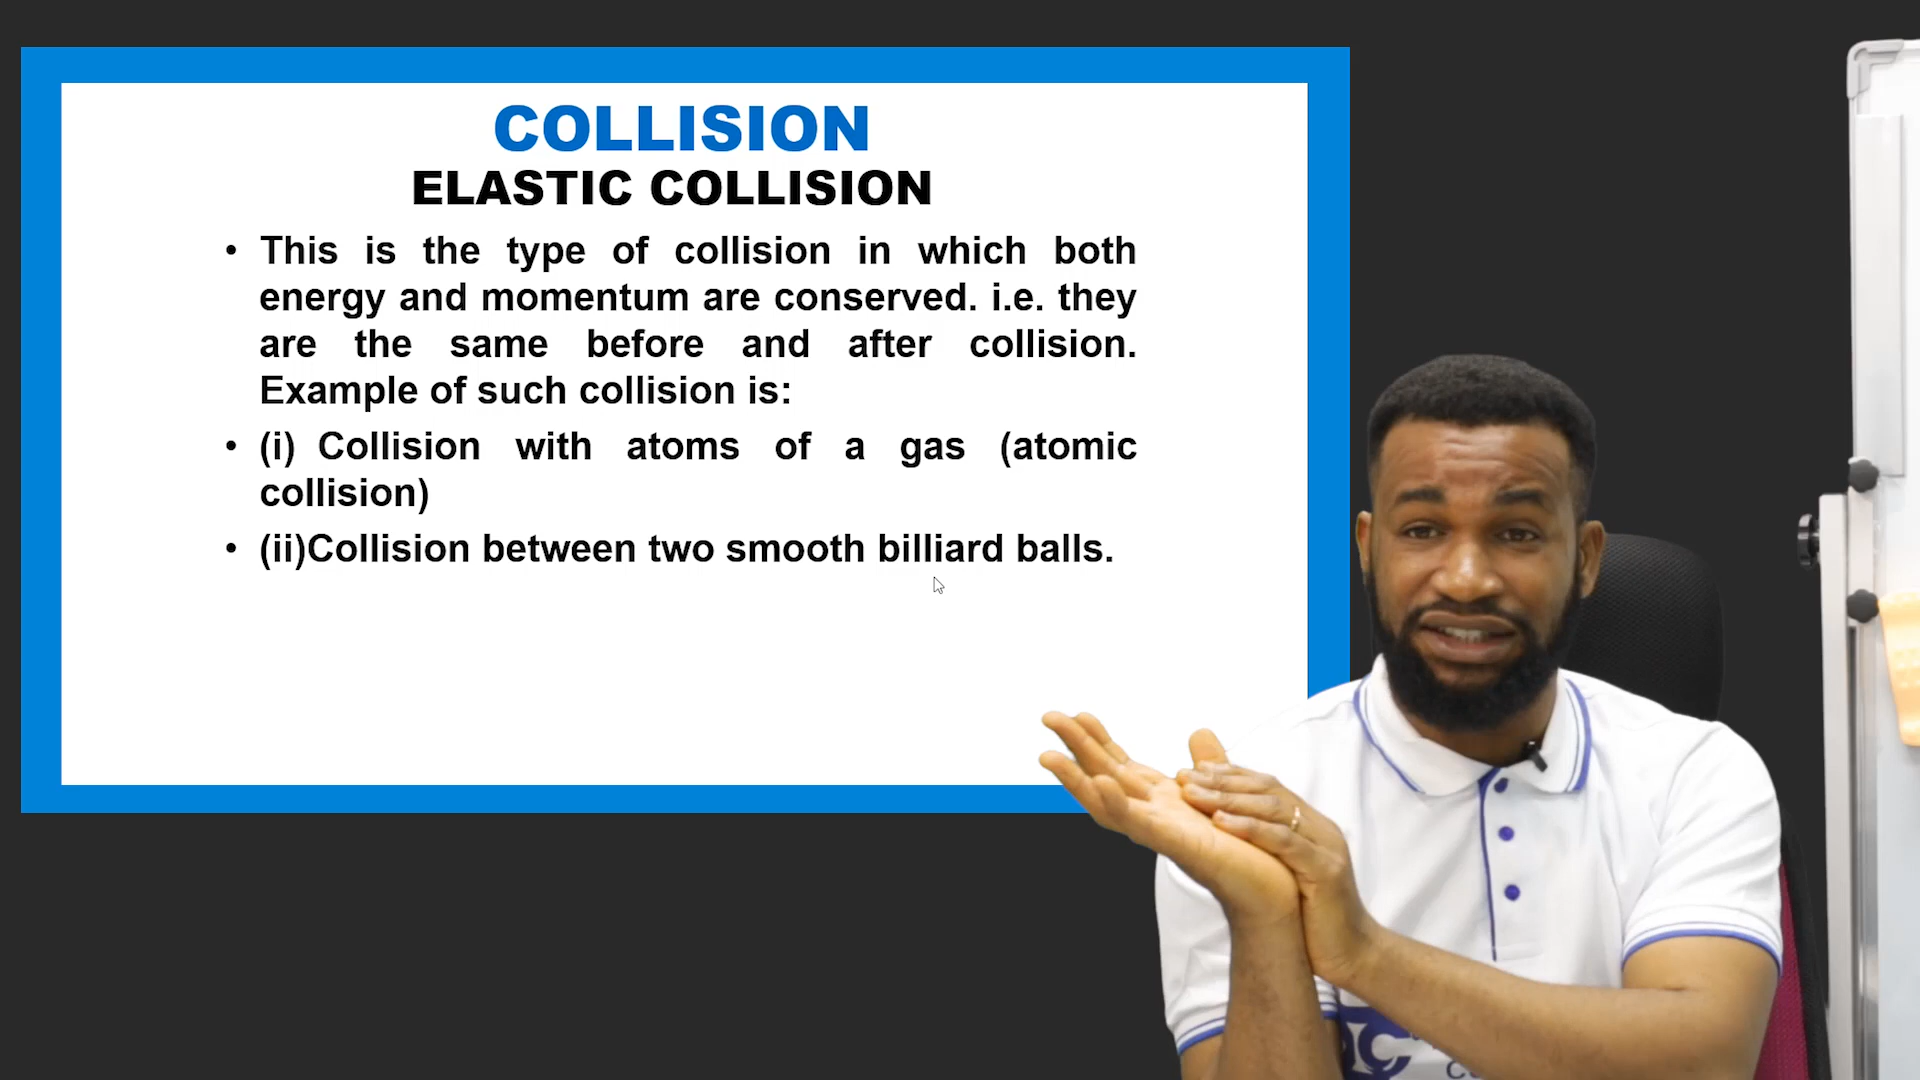 COLLISION
ELASTIC COLLISION
• This is the type of collision in which both
energy and momentum are conserved. i.e. they
are the same before and after collision.
Example of such collision is:
• (i) Collision with atoms of a gas (atomic
collision)
• (ii)Collision between two smooth billiard balls.